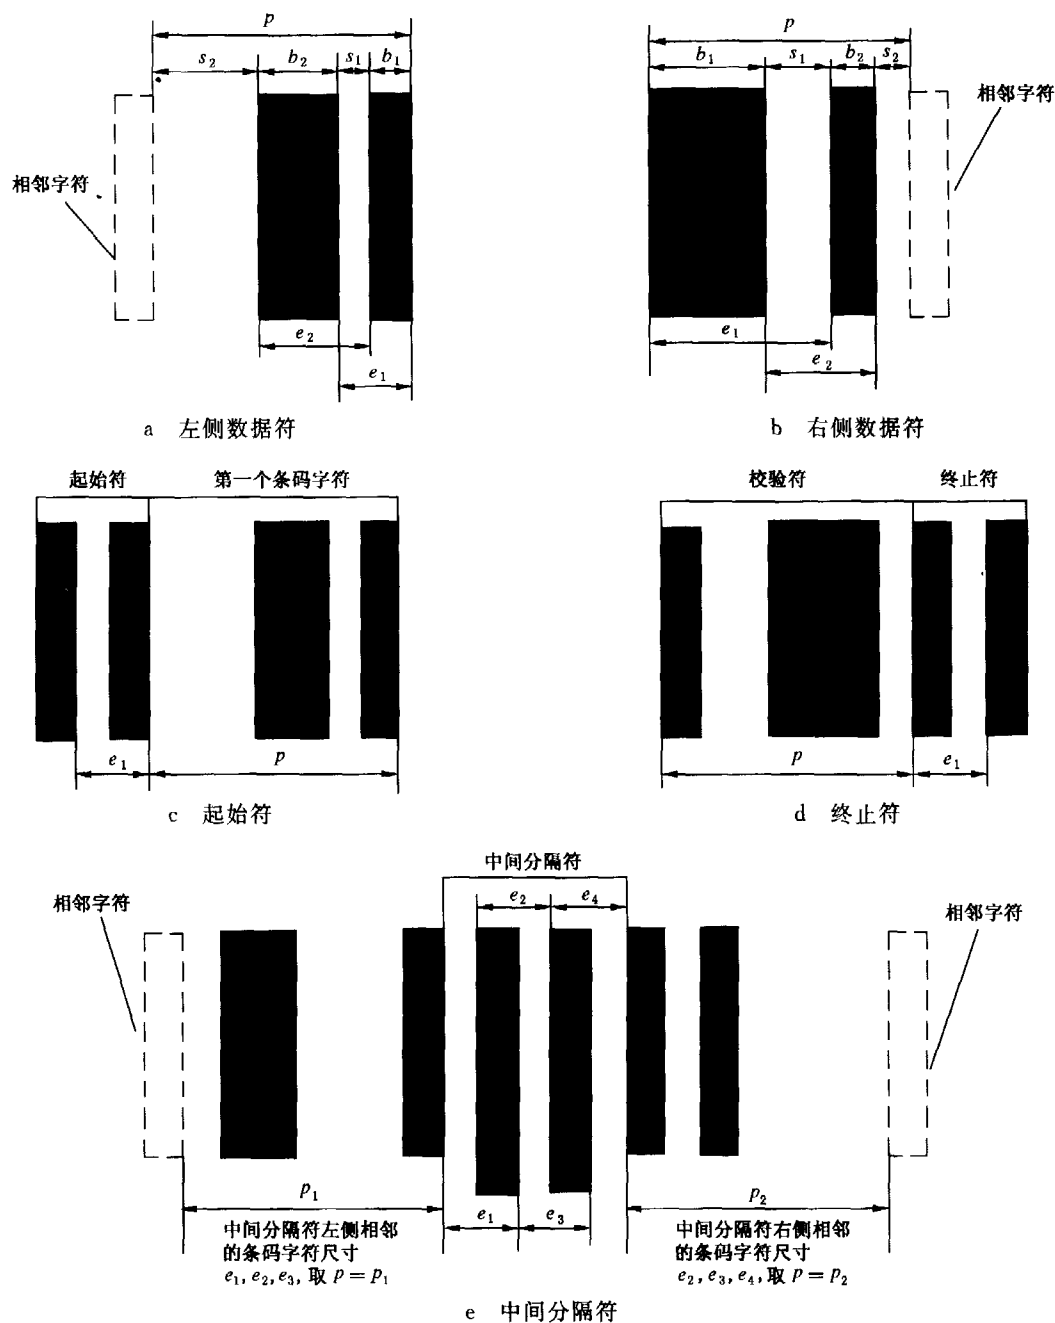 p
s₂ b₂ s₁ b₁
相邻字符
e₂
e₁
a 左侧数据符
p
b₁ s₁ b₂ s₂
相邻字符
e₁
e₂
b 右侧数据符
起始符 第一个条码字符
e₁ p
c 起始符
校验符 终止符
p e₁
d 终止符
中间分隔符
e₂ e₄
相邻字符
相邻字符
p₁
e₁ e₃
p₂
中间分隔符左侧相邻
的条码字符尺寸
e₁, e₂, e₃, 取 p = p₁
中间分隔符右侧相邻
的条码字符尺寸
e₂, e₃, e₄, 取 p = p₂
e 中间分隔符